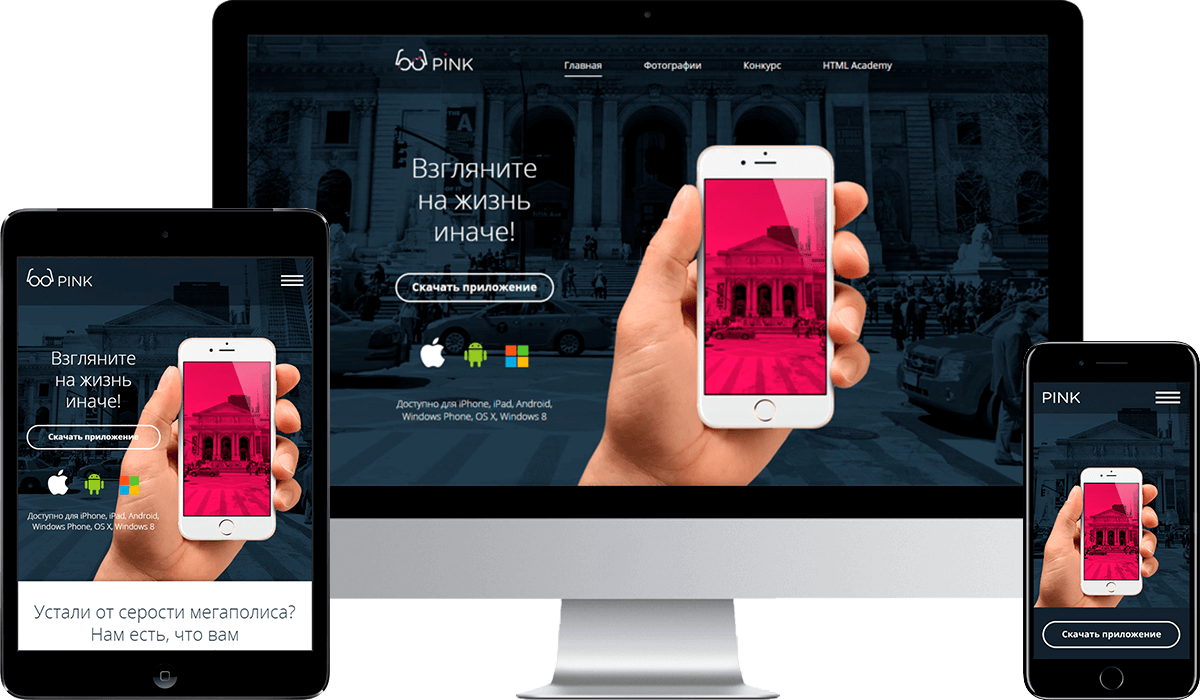 PINK
Главная
Фотографии
Конкурс
HTML Academy
THE
A
Взгляните
на жизнь
иначе!
Скачать приложение
Доступно для iPhone, iPad, Android,
Windows Phone, OS X, Windows 8
PINK
Взгляните
на жизнь
иначе!
Скачать приложение
Доступно для iPhone, iPad, Android,
Windows Phone, OS X, Windows 8
Устали от серости мегаполиса?
Нам есть, что вам
PINK
Скачать приложение